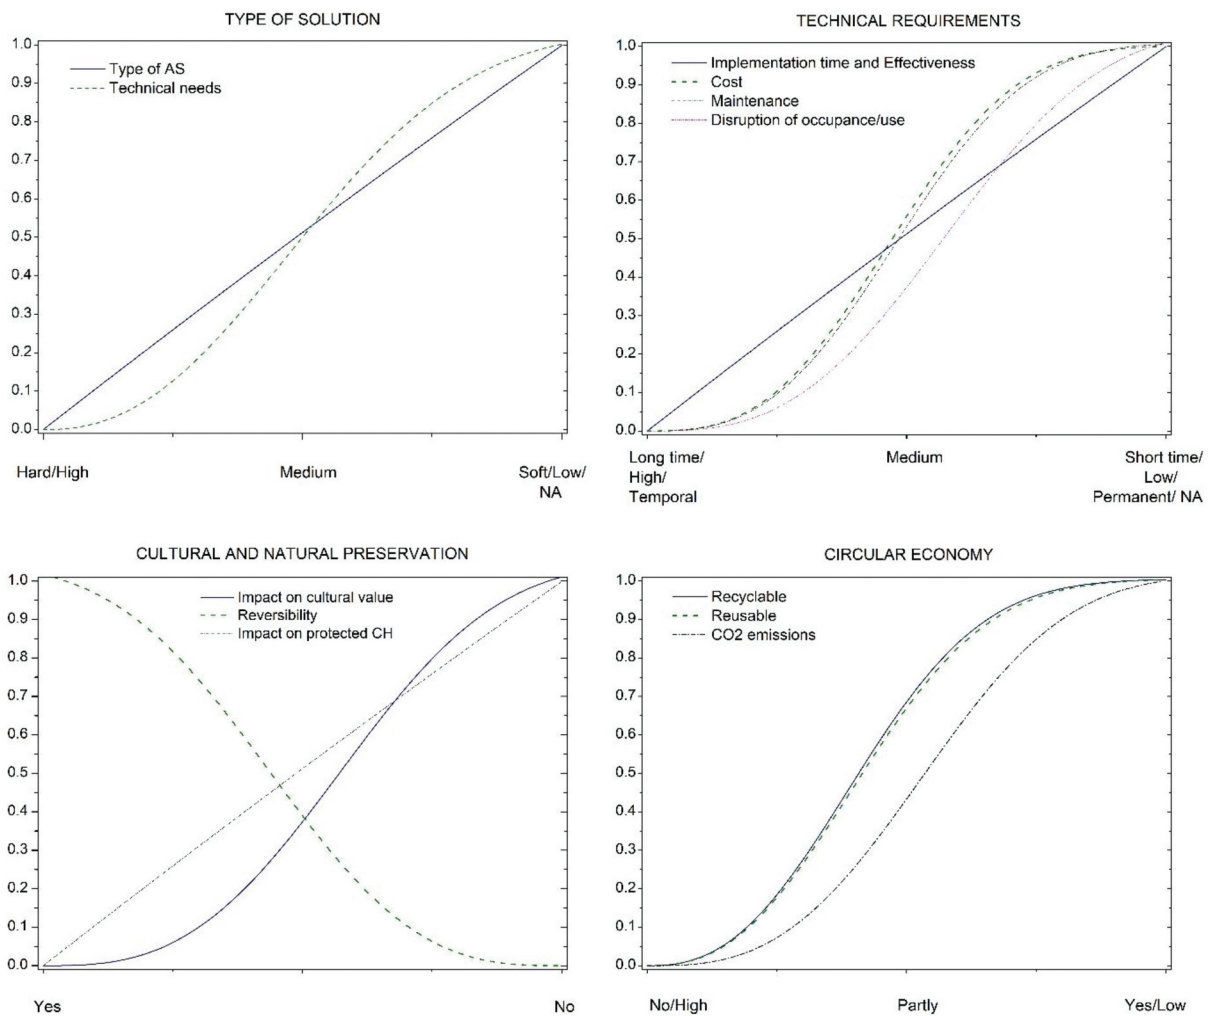 TYPE OF SOLUTION
1.0
0.9
0.8
0.7
0.6
0.5
0.4
0.3
0.2
0.1
0.0
Type of AS
Technical needs
Hard/High
Medium
Soft/Low/
NA
TECHNICAL REQUIREMENTS
1.0
0.9
0.8
0.7
0.6
0.5
0.4
0.3
0.2
0.1
0.0
Implementation time and Effectiveness
Cost
Maintenance
Disruption of occupance/use
Long time/
High/
Temporal
Medium
Short time/
Low/
Permanent/ NA
CULTURAL AND NATURAL PRESERVATION
1.0
0.9
0.8
0.7
0.6
0.5
0.4
0.3
0.2
0.1
0.0
Impact on cultural value
Reversibility
Impact on protected CH
Yes
No
CIRCULAR ECONOMY
1.0
0.9
0.8
0.7
0.6
0.5
0.4
0.3
0.2
0.1
0.0
Recyclable
Reusable
CO2 emissions
No/High
Partly
Yes/Low